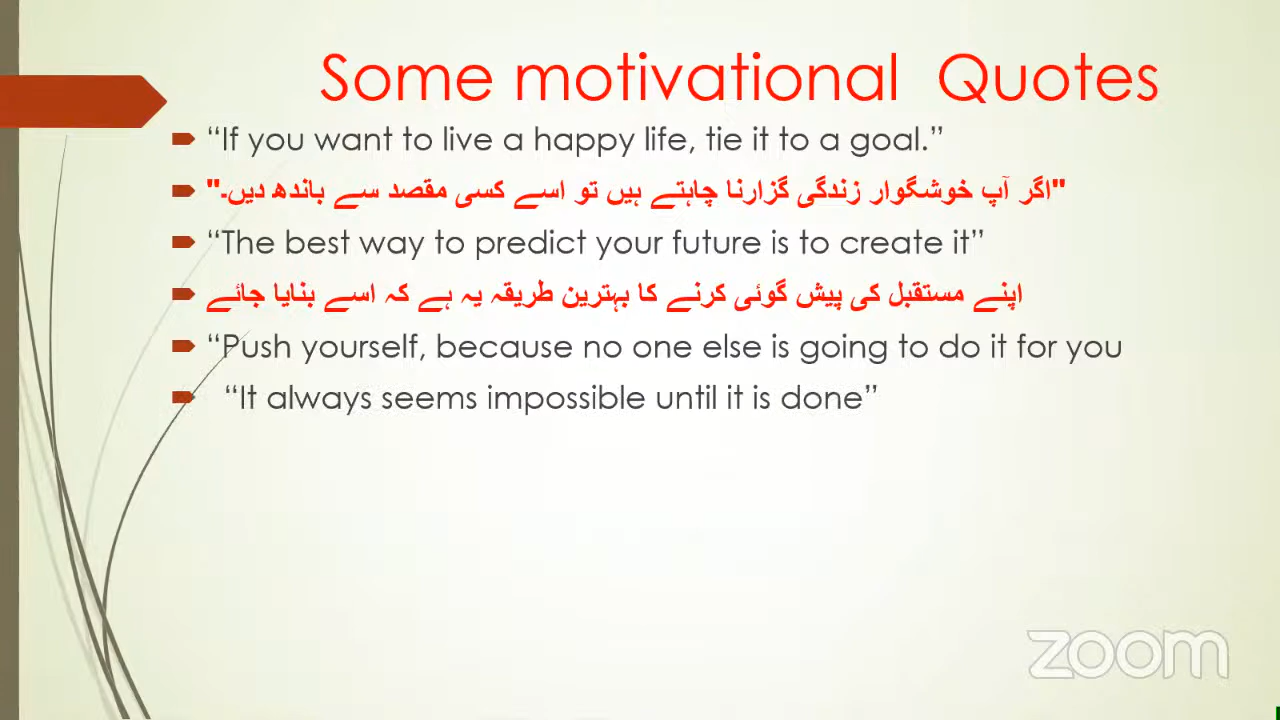 Some motivational Quotes
“If you want to live a happy life, tie it to a goal.”
"اگر آپ خوشگوار زندگی گزارنا چاہتے ہیں تو اسے کسی مقصد سے باندھ دیں۔"
“The best way to predict your future is to create it”
اپنے مستقبل کی پیش گوئی کرنے کا بہترین طریقہ یہ ہے کہ اسے بنایا جائے
“Push yourself, because no one else is going to do it for you
“It always seems impossible until it is done”
zoom